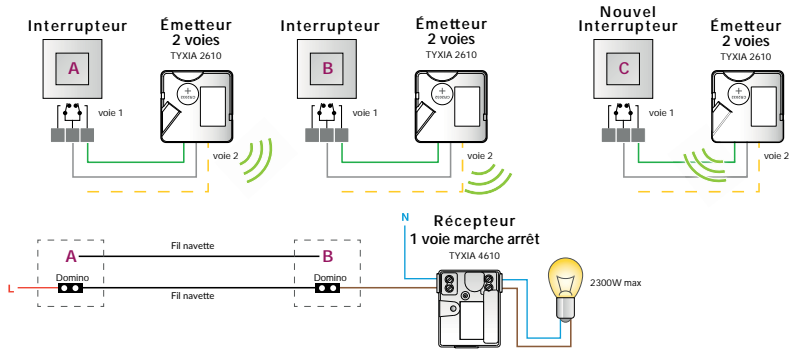 Interrupteur
Émetteur
2 voies
TYXIA 2610
A
voie 1
voie 2
Interrupteur
Émetteur
2 voies
TYXIA 2610
B
voie 1
voie 2
Nouvel
Interrupteur
Émetteur
2 voies
TYXIA 2610
C
voie 1
voie 2
A
Fil navette
B
L
Domino
Fil navette
Domino
N
Récepteur
1 voie marche arrêt
TYXIA 4610
2300W max